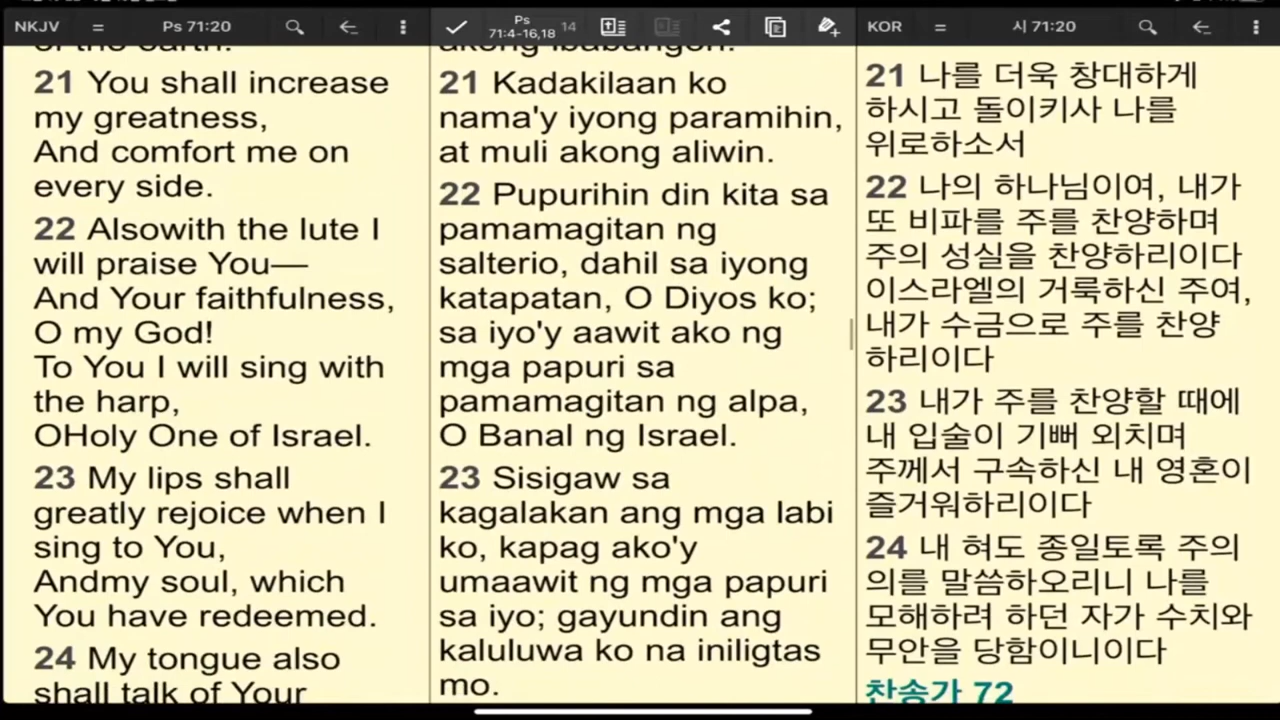 NKJV = Ps 71:20
of the earth.
21 You shall increase
my greatness,
And comfort me on
every side.
22 Alsowith the lute I
will praise You—
And Your faithfulness,
O my God!
To You I will sing with
the harp,
OHoly One of Israel.
23 My lips shall
greatly rejoice when I
sing to You,
Andmy soul, which
You have redeemed.
24 My tongue also
shall talk of Your
Ps
71:4-16,18 14
akong ibabangon.
21 Kadakilaan ko
nama'y iyong paramihin,
at muli akong aliwin.
22 Pupurihin din kita sa
pamamagitan ng
salterio, dahil sa iyong
katapatan, O Diyos ko;
sa iyo'y aawit ako ng
mga papuri sa
pamamagitan ng alpa,
O Banal ng Israel.
23 Sisigaw sa
kagalakan ang mga labi
ko, kapag ako'y
umaawit ng mga papuri
sa iyo; gayundin ang
kaluluwa ko na iniligtas
mo.
KOR = 시 71:20
21 나를 더욱 창대하게
하시고 돌이키사 나를
위로하소서
22 나의 하나님이여, 내가
또 비파를 주를 찬양하며
주의 성실을 찬양하리이다
이스라엘의 거룩하신 주여,
내가 수금으로 주를 찬양
하리이다
23 내가 주를 찬양할 때에
내 입술이 기뻐 외치며
주께서 구속하신 내 영혼이
즐거워하리이다
24 내 혀도 종일토록 주의
의를 말씀하오리니 나를
모해하려 하던 자가 수치와
무안을 당함이니이다
찬송가 72